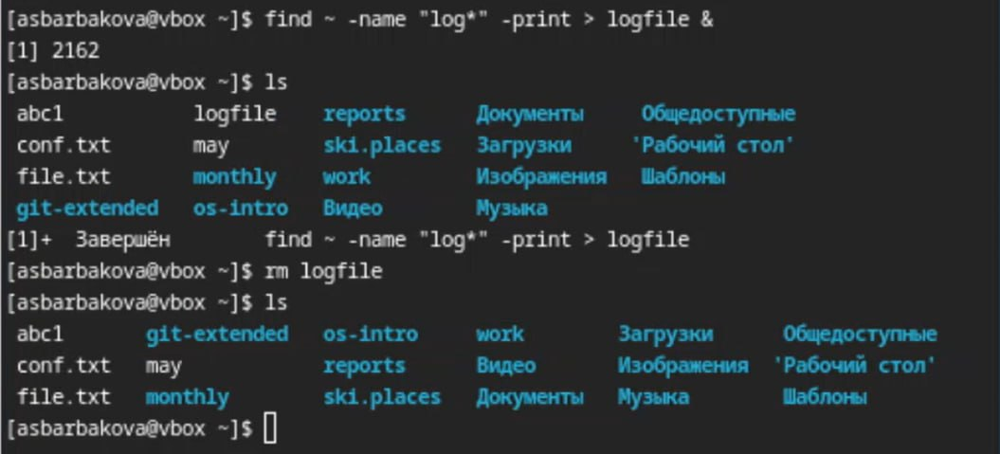 [asbarbakova@vbox ~]$ find ~ -name "log*" -print > logfile &
[1] 2162
[asbarbakova@vbox ~]$ ls
abc1 logfile reports Документы Общедоступные
conf.txt may ski.places Загрузки 'Рабочий стол'
file.txt monthly work Изображения Шаблоны
git-extended os-intro Видео Музыка
[1]+ Завершён find ~ -name "log*" -print > logfile
[asbarbakova@vbox ~]$ rm logfile
[asbarbakova@vbox ~]$ ls
abc1 git-extended os-intro work Загрузки Общедоступные
conf.txt may reports Видео Изображения 'Рабочий стол'
file.txt monthly ski.places Документы Музыка Шаблоны
[asbarbakova@vbox ~]$